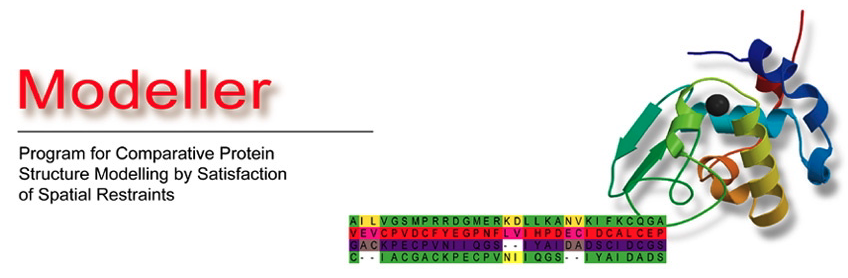 Modeller
Program for Comparative Protein
Structure Modelling by Satisfaction
of Spatial Restraints
AILVGSMPRRDGMERKDLLKANVKIFKCQGA
VEVCPVDCFYEGPNFLVIHPDECIDCALCEP
GACKPECPVNIIQGS--IYAIDADSCIDCGS
C--IACGACKPECPVNIIQGS--IYAIDADS